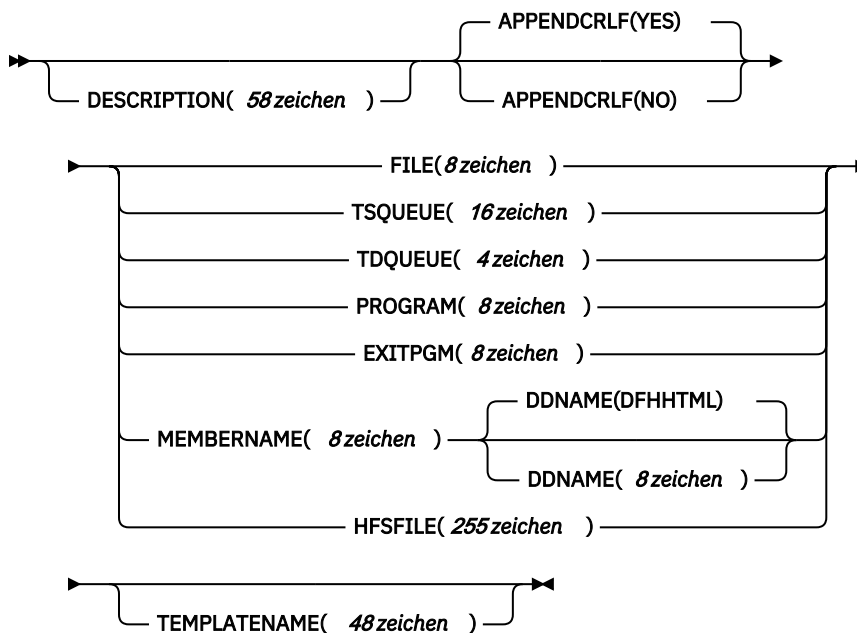 APPENDCRLF(YES)
DESCRIPTION( 58 zeichen )
APPENDCRLF(NO)
FILE(8 zeichen )
TSQUEUE( 16 zeichen )
TDQUEUE( 4 zeichen )
PROGRAM( 8 zeichen )
EXITPGM( 8 zeichen )
DDNAME(DFHHTML)
MEMBERNAME( 8 zeichen )
DDNAME( 8 zeichen )
HFSFILE( 255 zeichen )
TEMPLATENAME( 48 zeichen )